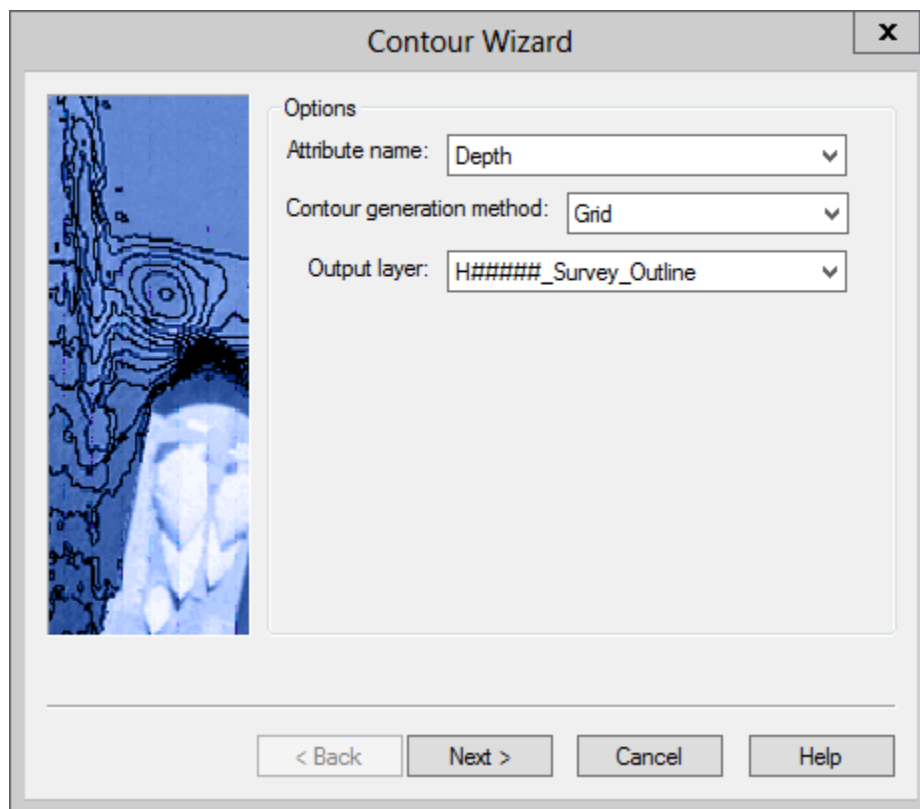 Contour Wizard
x
Options
Attribute name: Depth
Contour generation method: Grid
Output layer: H#####_Survey_Outline
< Back Next > Cancel Help